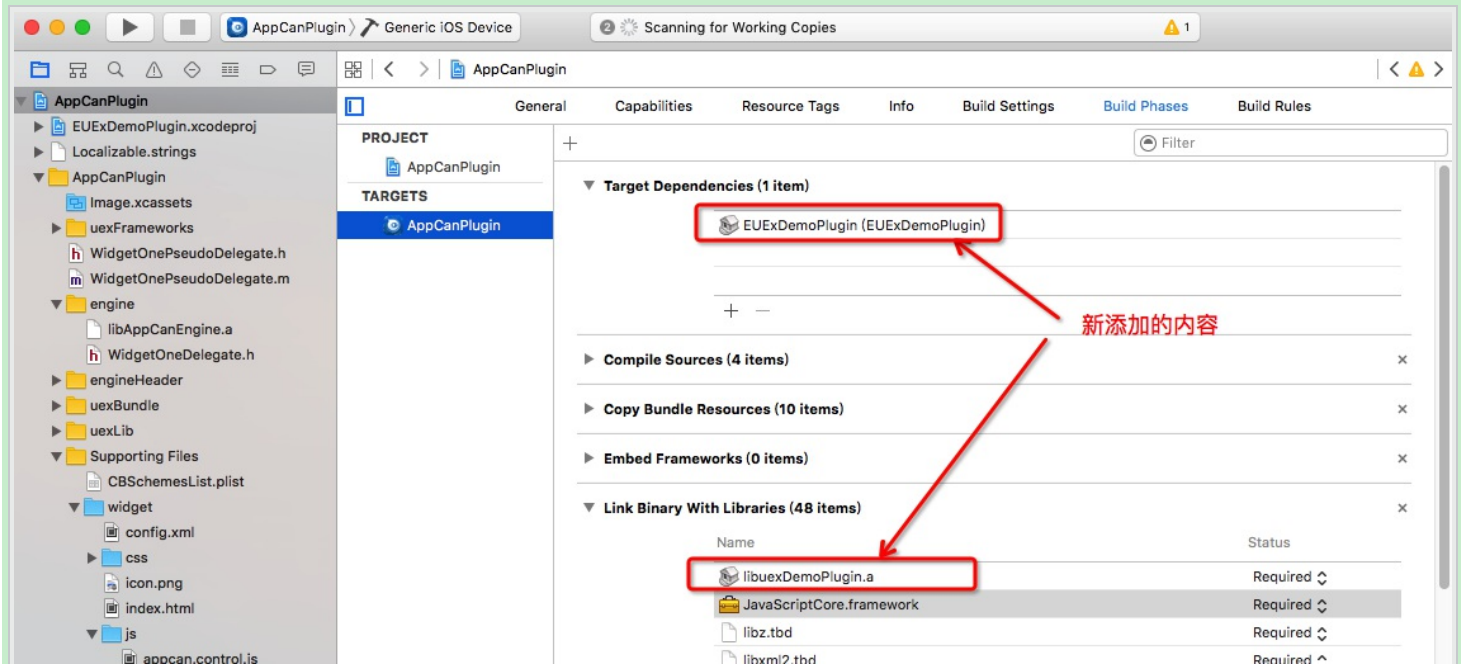 AppCanPlugin 〉 Generic iOS Device
2 Scanning for Working Copies
1
AppCanPlugin
AppCanPlugin
EUExDemoPlugin.xcodeproj
Localizable.strings
AppCanPlugin
Image.xcassets
uexFrameworks
h WidgetOnePseudoDelegate.h
m WidgetOnePseudoDelegate.m
engine
libAppCanEngine.a
h WidgetOneDelegate.h
engineHeader
uexBundle
uexLib
Supporting Files
CBSchemesList.plist
widget
config.xml
css
icon.png
index.html
js
appcan.control.js
General Capabilities Resource Tags Info Build Settings Build Phases Build Rules
PROJECT
AppCanPlugin
TARGETS
AppCanPlugin
Filter
Target Dependencies (1 item)
EUExDemoPlugin (EUExDemoPlugin)
新添加的内容
Compile Sources (4 items)
Copy Bundle Resources (10 items)
Embed Frameworks (0 items)
Link Binary With Libraries (48 items)
Name Status
libuexDemoPlugin.a Required
JavaScriptCore.framework Required
libz.tbd Required
libxml2.tbd Required